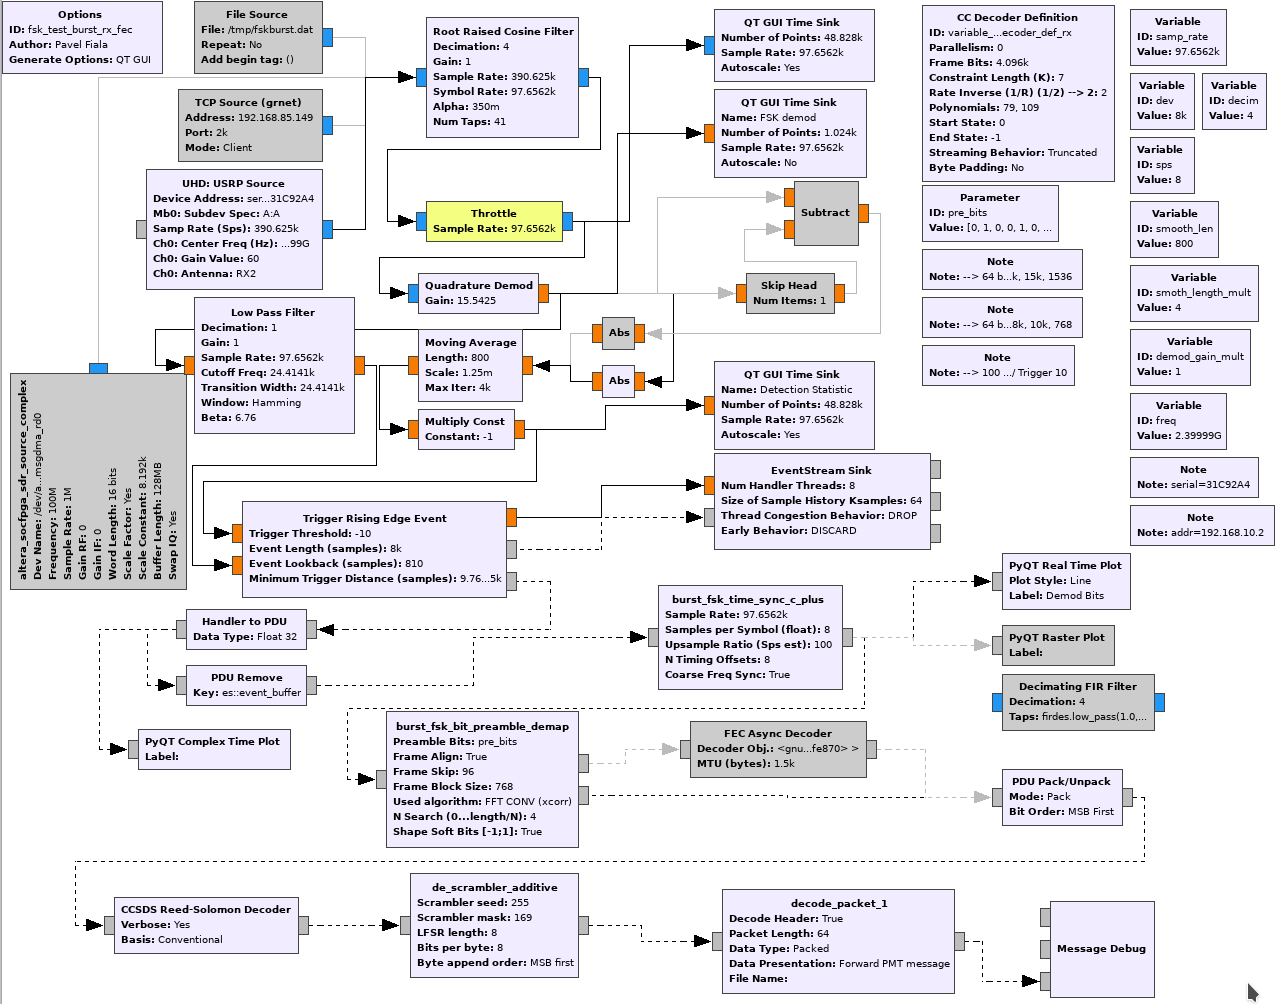 Options
ID: fsk_test_burst_rx_fec
Author: Pavel Fiala
Generate Options: QT GUI
File Source
File: /tmp/fskburst.dat
Repeat: No
Add begin tag: ()
Root Raised Cosine Filter
Decimation: 4
Gain: 1
Sample Rate: 390.625k
Symbol Rate: 97.6562k
Alpha: 350m
Num Taps: 41
QT GUI Time Sink
Number of Points: 48.828k
Sample Rate: 97.6562k
Autoscale: Yes
CC Decoder Definition
ID: variable_...ecoder_def_rx
Parallelism: 0
Frame Bits: 4.096k
Constraint Length (K): 7
Rate Inverse (1/R) (1/2) --> 2: 2
Polynomials: 79, 109
Start State: 0
End State: -1
Streaming Behavior: Truncated
Byte Padding: No
Variable
ID: samp_rate
Value: 97.6562k
Variable
ID: dev
Value: 8k
Variable
ID: decim
Value: 4
TCP Source (grnet)
Address: 192.168.85.149
Port: 2k
Mode: Client
QT GUI Time Sink
Name: FSK demod
Number of Points: 1.024k
Sample Rate: 97.6562k
Autoscale: No
Variable
ID: sps
Value: 8
UHD: USRP Source
Device Address: ser...31C92A4
Mb0: Subdev Spec: A:A
Samp Rate (Sps): 390.625k
Ch0: Center Freq (Hz): ...99G
Ch0: Gain Value: 60
Ch0: Antenna: RX2
Throttle
Sample Rate: 97.6562k
Subtract
Parameter
ID: pre_bits
Value: [0, 1, 0, 0, 1, 0, ...
Variable
ID: smooth_len
Value: 800
Quadrature Demod
Gain: 15.5425
Skip Head
Num Items: 1
Note
Note: --> 64 b...k, 15k, 1536
Variable
ID: smoth_length_mult
Value: 4
Note
Note: --> 64 b...8k, 10k, 768
Low Pass Filter
Decimation: 1
Gain: 1
Sample Rate: 97.6562k
Cutoff Freq: 24.4141k
Transition Width: 24.4141k
Window: Hamming
Beta: 6.76
Moving Average
Length: 800
Scale: 1.25m
Max Iter: 4k
Abs
Abs
Note
Note: --> 100 .../ Trigger 10
Variable
ID: demod_gain_mult
Value: 1
QT GUI Time Sink
Name: Detection Statistic
Number of Points: 48.828k
Sample Rate: 97.6562k
Autoscale: Yes
Variable
ID: freq
Value: 2.39999G
Multiply Const
Constant: -1
altera_socfpga_sdr_source_complex
Dev Name: /dev/a...msgdma_rd0
Frequency: 100M
Sample Rate: 1M
Gain RF: 0
Gain IF: 0
Word Length: 16 bits
Scale Factor: Yes
Scale Constant: 8.192k
Buffer Length: 128MB
Swap IQ: Yes
EventStream Sink
Num Handler Threads: 8
Size of Sample History Ksamples: 64
Thread Congestion Behavior: DROP
Early Behavior: DISCARD
Note
Note: serial=31C92A4
Note
Note: addr=192.168.10.2
Trigger Rising Edge Event
Trigger Threshold: -10
Event Length (samples): 8k
Event Lookback (samples): 810
Minimum Trigger Distance (samples): 9.76...5k
PyQT Real Time Plot
Plot Style: Line
Label: Demod Bits
burst_fsk_time_sync_c_plus
Sample Rate: 97.6562k
Samples per Symbol (float): 8
Upsample Ratio (Sps est): 100
N Timing Offsets: 8
Coarse Freq Sync: True
Handler to PDU
Data Type: Float 32
PyQT Raster Plot
Label:
PDU Remove
Key: es::event_buffer
Decimating FIR Filter
Decimation: 4
Taps: firdes.low_pass(1.0,...
PyQT Complex Time Plot
Label:
burst_fsk_bit_preamble_demap
Preamble Bits: pre_bits
Frame Align: True
Frame Skip: 96
Frame Block Size: 768
Used algorithm: FFT CONV (xcorr)
N Search (0...length/N): 4
Shape Soft Bits [-1;1]: True
FEC Async Decoder
Decoder Obj.: <gnu...fe870> >
MTU (bytes): 1.5k
PDU Pack/Unpack
Mode: Pack
Bit Order: MSB First
CCSDS Reed-Solomon Decoder
Verbose: Yes
Basis: Conventional
de_scrambler_additive
Scrambler seed: 255
Scrambler mask: 169
LFSR length: 8
Bits per byte: 8
Byte append order: MSB first
decode_packet_1
Decode Header: True
Packet Length: 64
Data Type: Packed
Data Presentation: Forward PMT message
File Name:
Message Debug